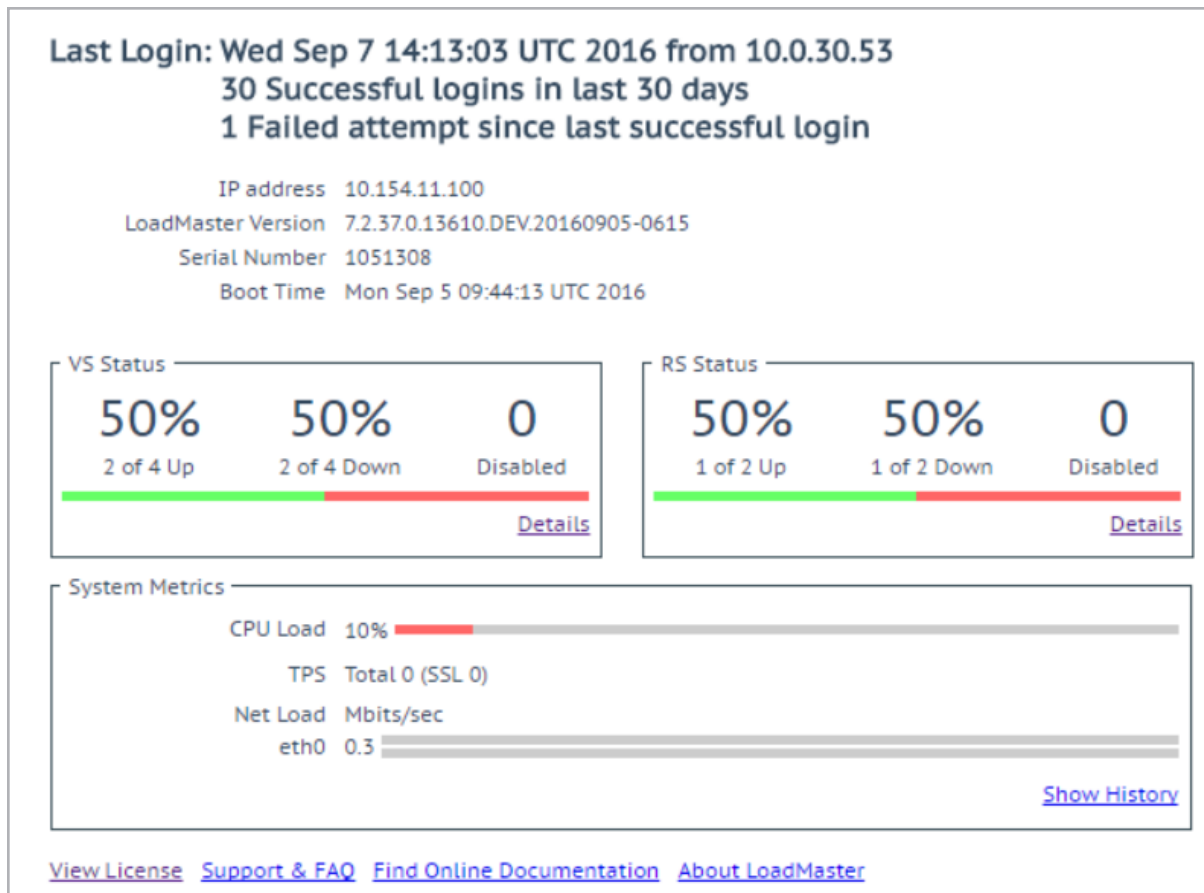 Last Login: Wed Sep 7 14:13:03 UTC 2016 from 10.0.30.53
30 Successful logins in last 30 days
1 Failed attempt since last successful login
IP address 10.154.11.100
LoadMaster Version 7.2.37.0.13610.DEV.20160905-0615
Serial Number 1051308
Boot Time Mon Sep 5 09:44:13 UTC 2016
VS Status
50% 50% 0
2 of 4 Up 2 of 4 Down Disabled
Details
RS Status
50% 50% 0
1 of 2 Up 1 of 2 Down Disabled
Details
System Metrics
CPU Load 10%
TPS Total 0 (SSL 0)
Net Load Mbits/sec
eth0 0.3
Show History
View License Support & FAQ Find Online Documentation About LoadMaster